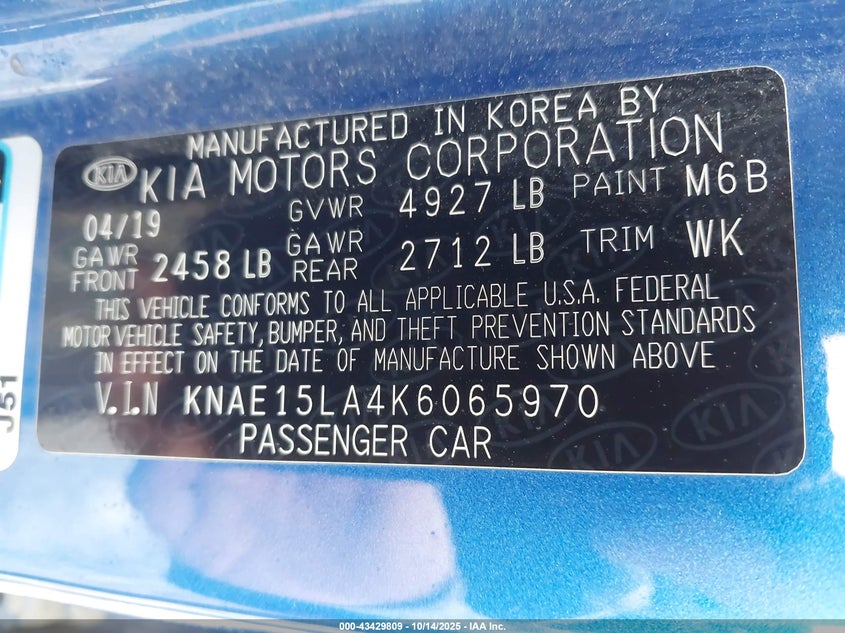 MANUFACTURED IN KOREA BY
KIA KIA MOTORS CORPORATION
04/19 GVWR 4927 LB PAINT M6B
GAWR FRONT 2458 LB GAWR REAR 2712 LB TRIM WK
THIS VEHICLE CONFORMS TO ALL APPLICABLE U.S.A. FEDERAL
MOTOR VEHICLE SAFETY, BUMPER, AND THEFT PREVENTION STANDARDS
IN EFFECT ON THE DATE OF MANUFACTURE SHOWN ABOVE
V.I.N KNAE15LA4K6065970
PASSENGER CAR
J51
000-43429809 | 10/14/2025 - IAA Inc.